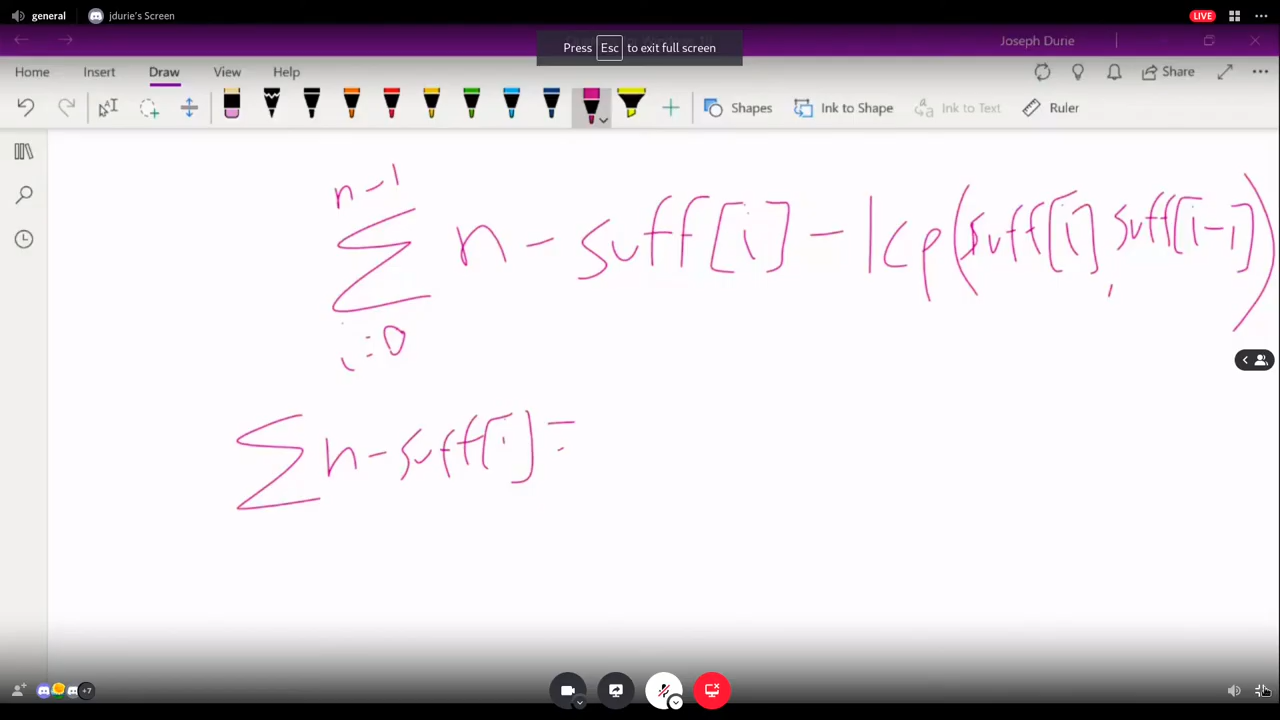 general
jdurie's Screen
LIVE
Press Esc to exit full screen
Joseph Durie
Home Insert Draw View Help
Share
Shapes Ink to Shape Ink to Text Ruler
n-1
∑ n - suff[i] - lcp(suff[i], suff[i-1])
i=0
∑ n - suff[i] =
+7